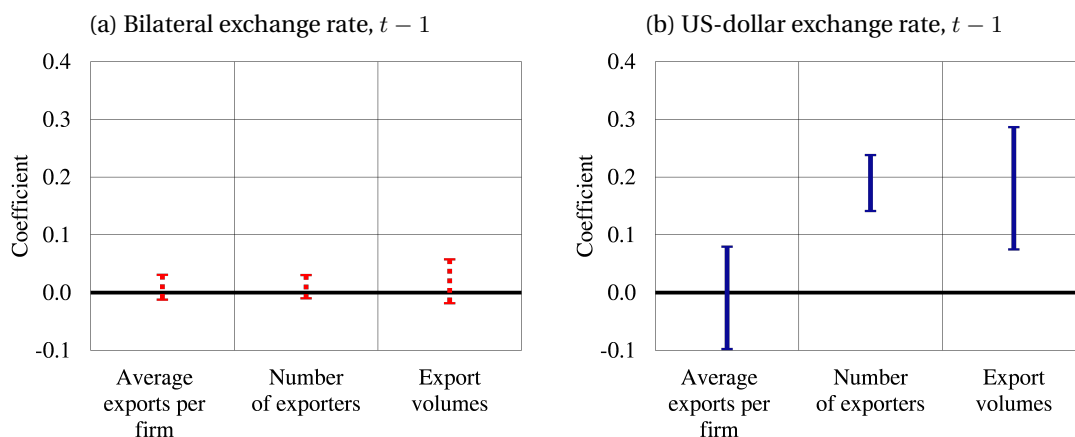 (a) Bilateral exchange rate, t − 1
0.4
0.3
0.2
0.1
0.0
-0.1
Coefficient
Average
exports per
firm
Number
of exporters
Export
volumes
(b) US-dollar exchange rate, t − 1
0.4
0.3
0.2
0.1
0.0
-0.1
Coefficient
Average
exports per
firm
Number
of exporters
Export
volumes